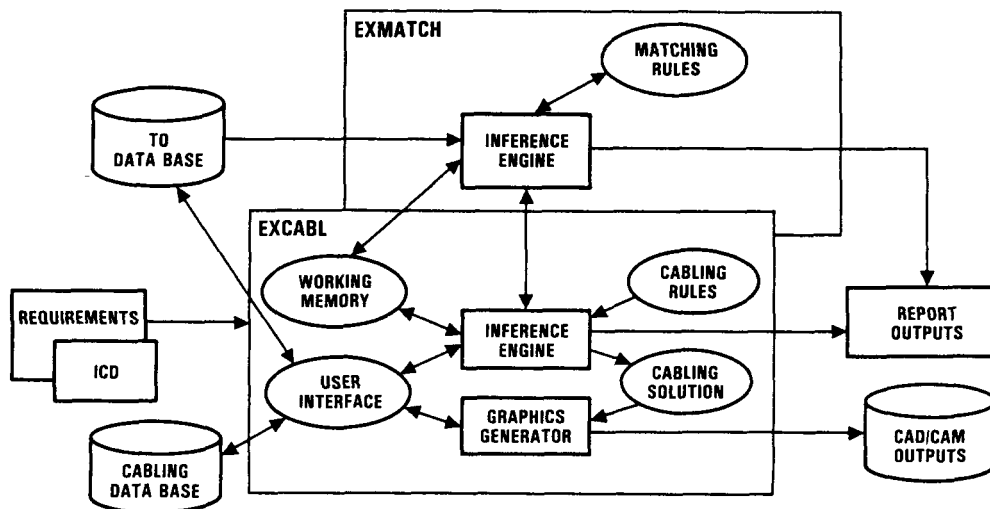 EXMATCH
MATCHING
RULES
TO
DATA BASE
INFERENCE
ENGINE
EXCABL
WORKING
MEMORY
CABLING
RULES
REQUIREMENTS
ICD
INFERENCE
ENGINE
REPORT
OUTPUTS
USER
INTERFACE
CABLING
SOLUTION
GRAPHICS
GENERATOR
CAD/CAM
OUTPUTS
CABLING
DATA BASE